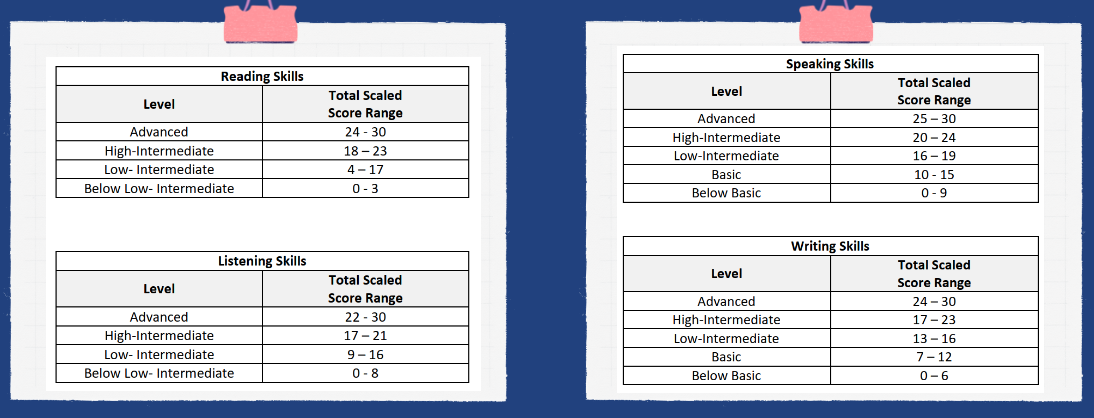 Reading Skills
Level Total Scaled
Score Range
Advanced 24 - 30
High-Intermediate 18 – 23
Low- Intermediate 4 – 17
Below Low- Intermediate 0 - 3
Listening Skills
Level Total Scaled
Score Range
Advanced 22 - 30
High-Intermediate 17 – 21
Low- Intermediate 9 – 16
Below Low- Intermediate 0 - 8
Speaking Skills
Level Total Scaled
Score Range
Advanced 25 – 30
High-Intermediate 20 – 24
Low-Intermediate 16 – 19
Basic 10 - 15
Below Basic 0 - 9
Writing Skills
Level Total Scaled
Score Range
Advanced 24 – 30
High-Intermediate 17 – 23
Low-Intermediate 13 – 16
Basic 7 – 12
Below Basic 0 – 6